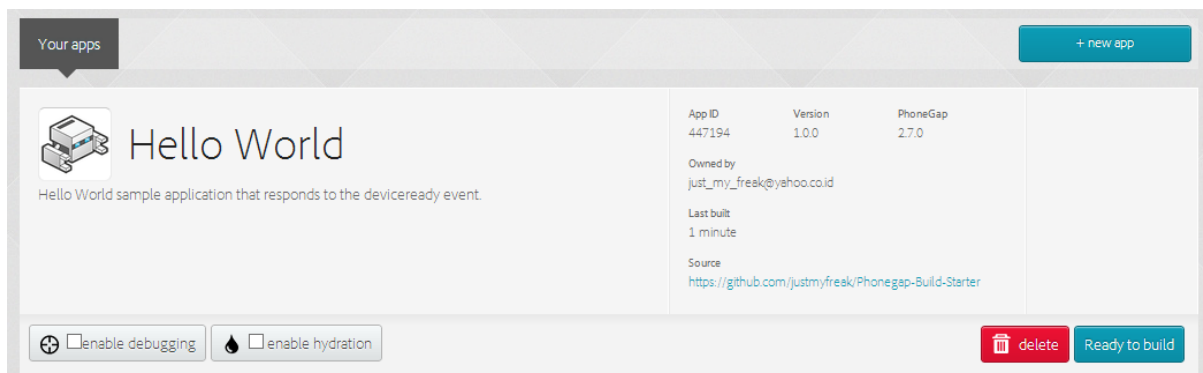 Your apps
+ new app
Hello World
Hello World sample application that responds to the deviceready event.
App ID Version PhoneGap
447194 1.0.0 2.7.0
Owned by
just_my_freak@yahoo.co.id
Last built
1 minute
Source
https://github.com/justmyfreak/Phonegap-Build-Starter
enable debugging
enable hydration
delete
Ready to build